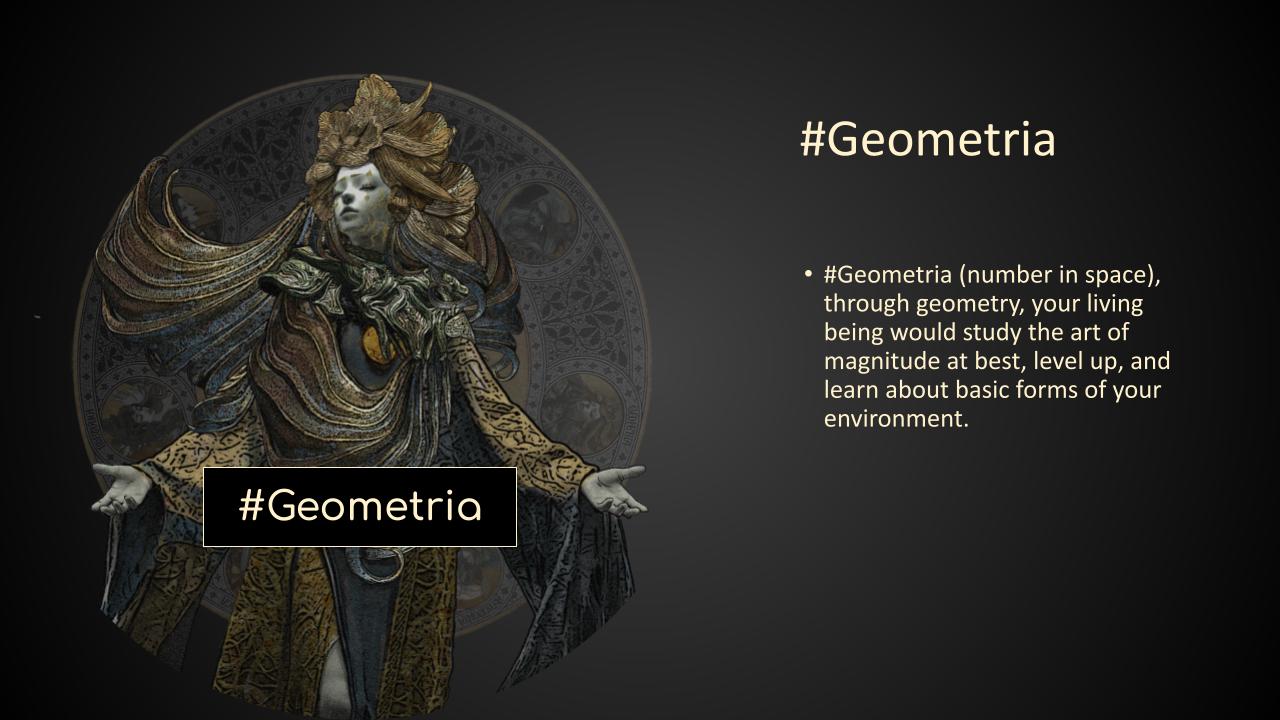 #Geometria
• #Geometria (number in space),
through geometry, your living
being would study the art of
magnitude at best, level up, and
learn about basic forms of your
environment.
#Geometria